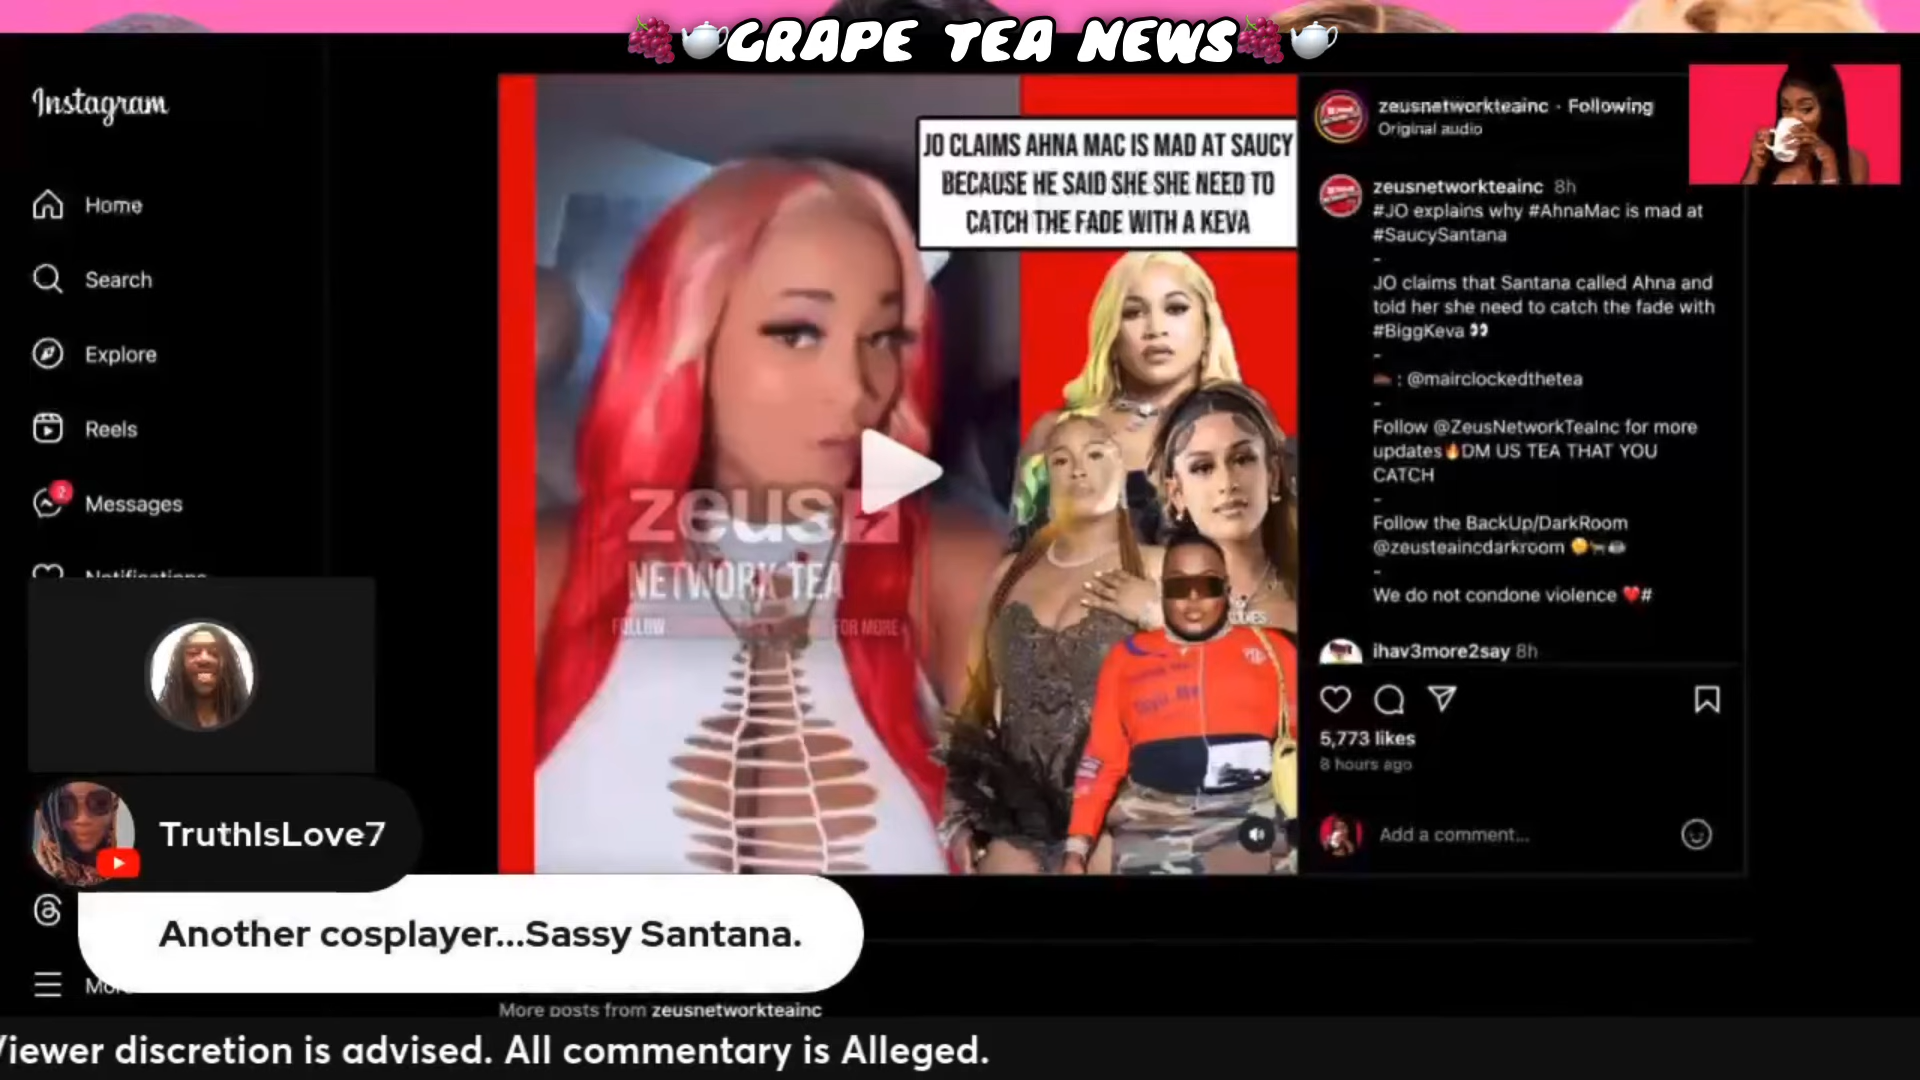 GRAPE TEA NEWS
Instagram
Home
Search
Explore
Reels
2
Messages
Notifications
JO CLAIMS AHNA MAC IS MAD AT SAUCY
BECAUSE HE SAID SHE SHE NEED TO
CATCH THE FADE WITH A KEVA
zeus
NETWORK TEA
FOLLOW
FOR MORE
zeusnetworkteainc · Following
Original audio
zeusnetworkteainc 8h
#JO explains why #AhnaMac is mad at
#SaucySantana
-
JO claims that Santana called Ahna and
told her she need to catch the fade with
#BiggKeva 👀
-
: @mairclockedthetea
-
Follow @ZeusNetworkTeaInc for more
updates🔥DM US TEA THAT YOU
CATCH
-
Follow the BackUp/DarkRoom
@zeusteaincdarkroom
-
We do not condone violence ❤️#
ihav3more2say 8h
5,773 likes
8 hours ago
Add a comment...
TruthIsLove7
Another cosplayer...Sassy Santana.
More posts from zeusnetworkteainc
Viewer discretion is advised. All commentary is Alleged.